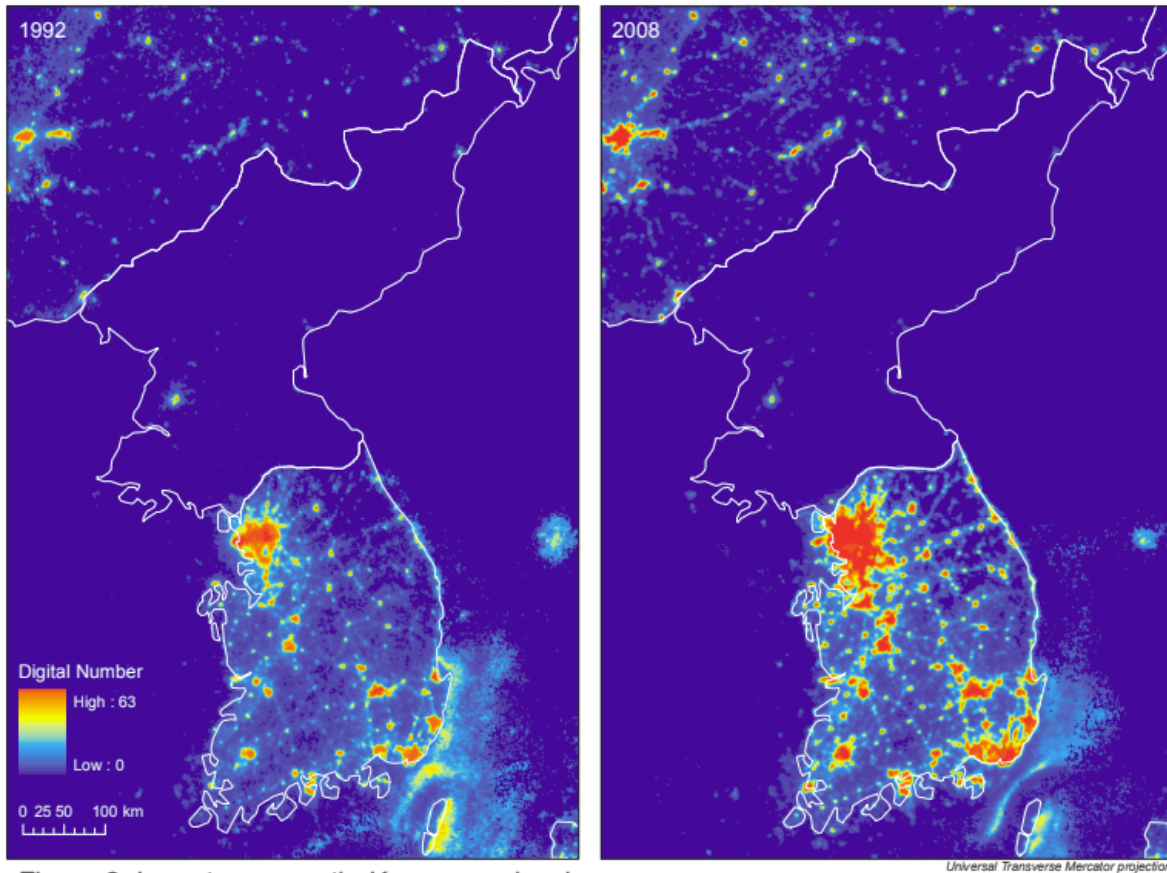 1992
2008
Digital Number
High : 63
Low : 0
0 25 50 100 km
Universal Transverse Mercator projection